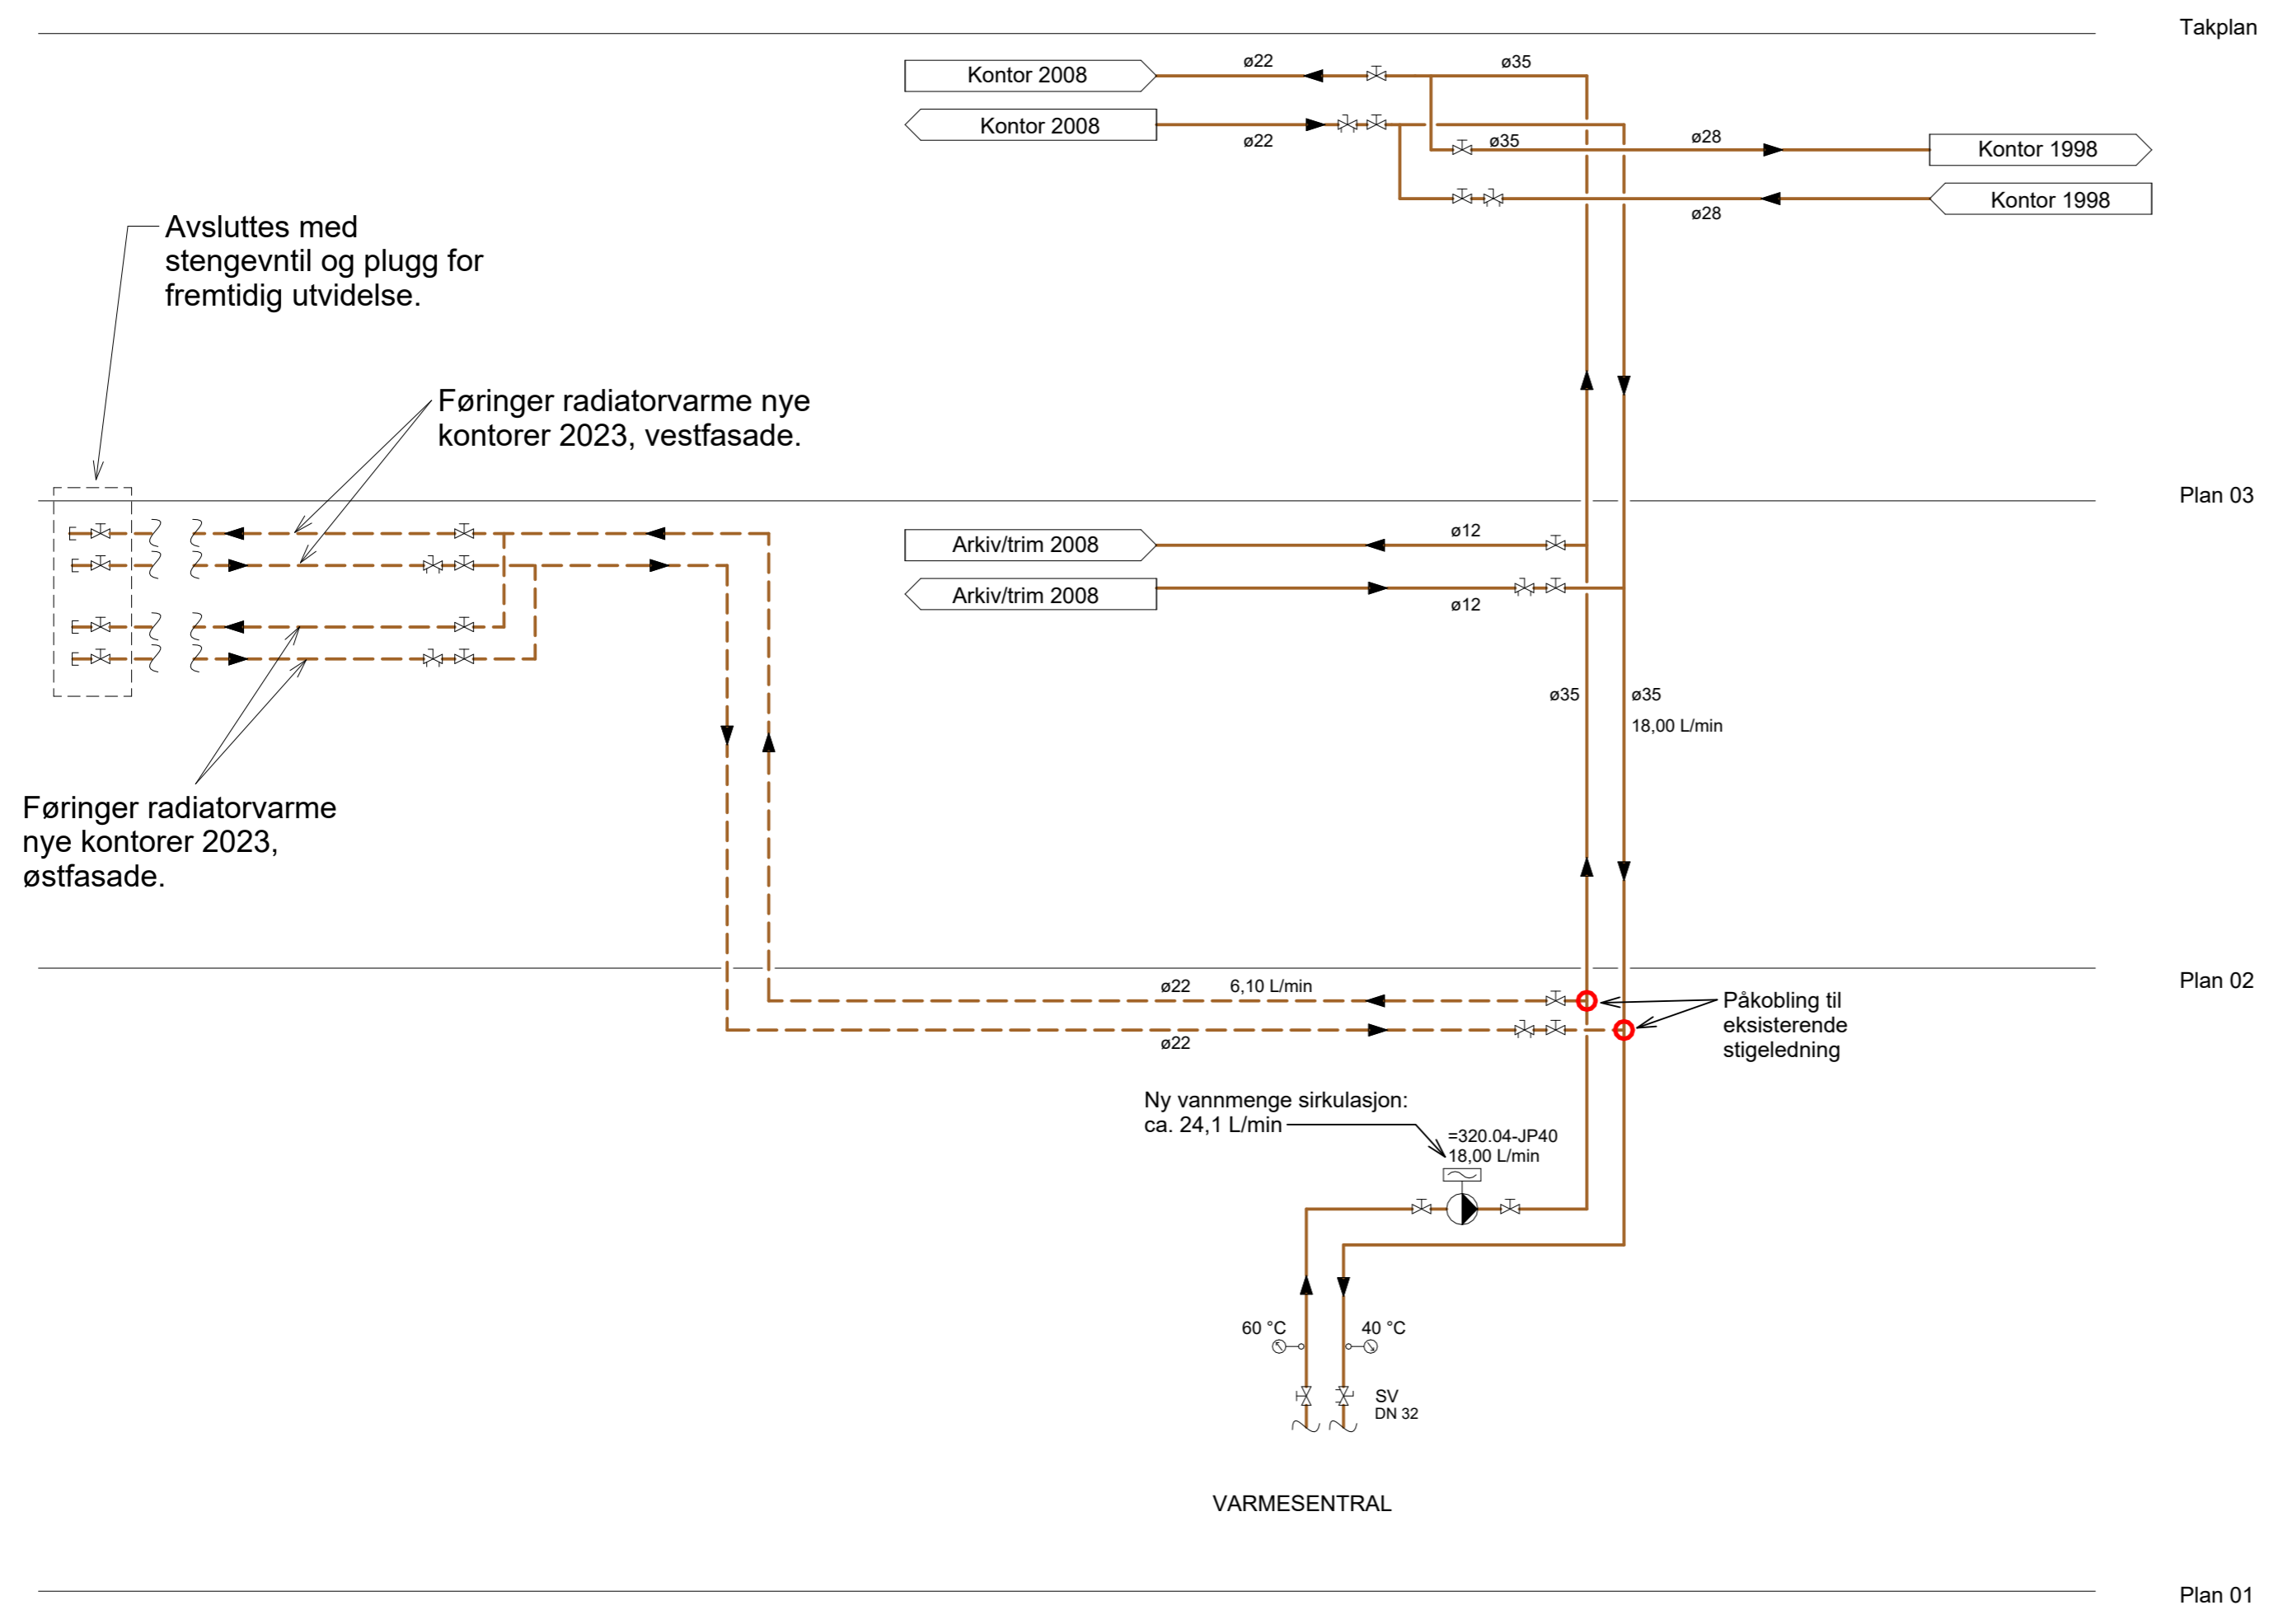 Takplan
ø22
ø35
Kontor 2008
Kontor 2008
ø22
ø35
ø28
Kontor 1998
Kontor 1998
ø28
Avsluttes med
stengevntil og plugg for
fremtidig utvidelse.
Føringer radiatorvarme nye
kontorer 2023, vestfasade.
Plan 03
ø12
Arkiv/trim 2008
Arkiv/trim 2008
ø12
ø35
ø35
18,00 L/min
Føringer radiatorvarme
nye kontorer 2023,
østfasade.
Plan 02
ø22
6,10 L/min
ø22
Påkobling til
eksisterende
stigeledning
Ny vannmenge sirkulasjon:
ca. 24,1 L/min
=320.04-JP40
18,00 L/min
60 °C
40 °C
SV
DN 32
VARMESENTRAL
Plan 01